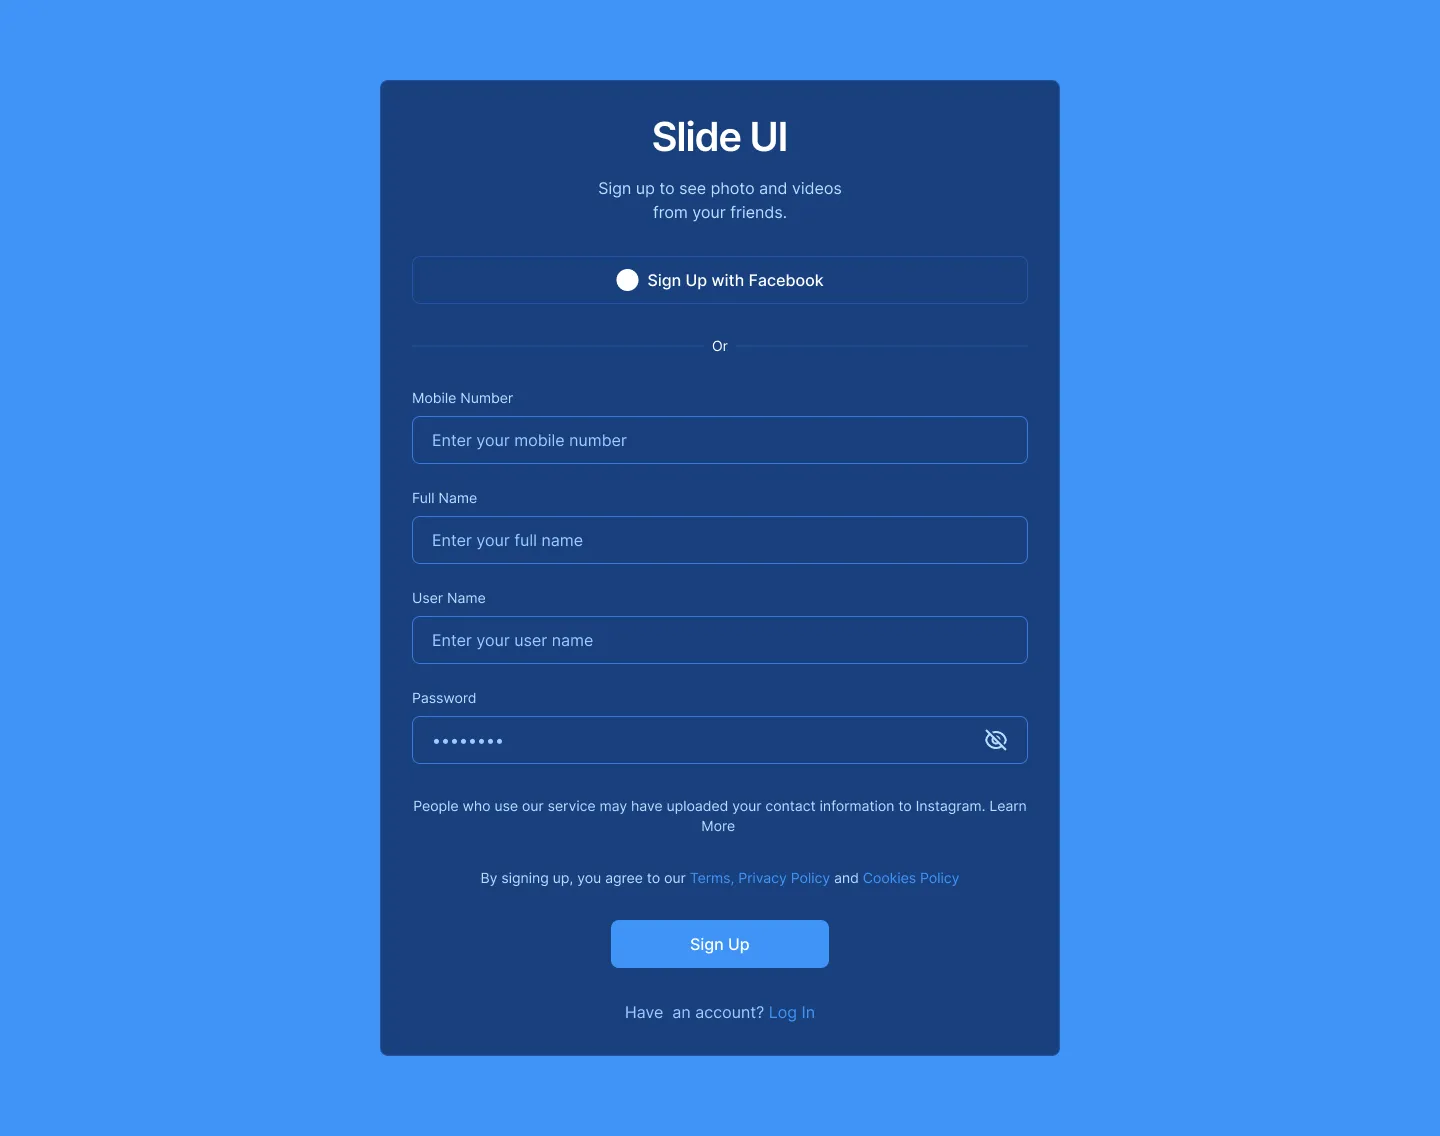 Slide UI
Sign up to see photo and videos
from your friends.
Sign Up with Facebook
Or
Mobile Number
Enter your mobile number
Full Name
Enter your full name
User Name
Enter your user name
Password
••••••••
People who use our service may have uploaded your contact information to Instagram. Learn
More
By signing up, you agree to our Terms, Privacy Policy and Cookies Policy
Sign Up
Have  an account? Log In